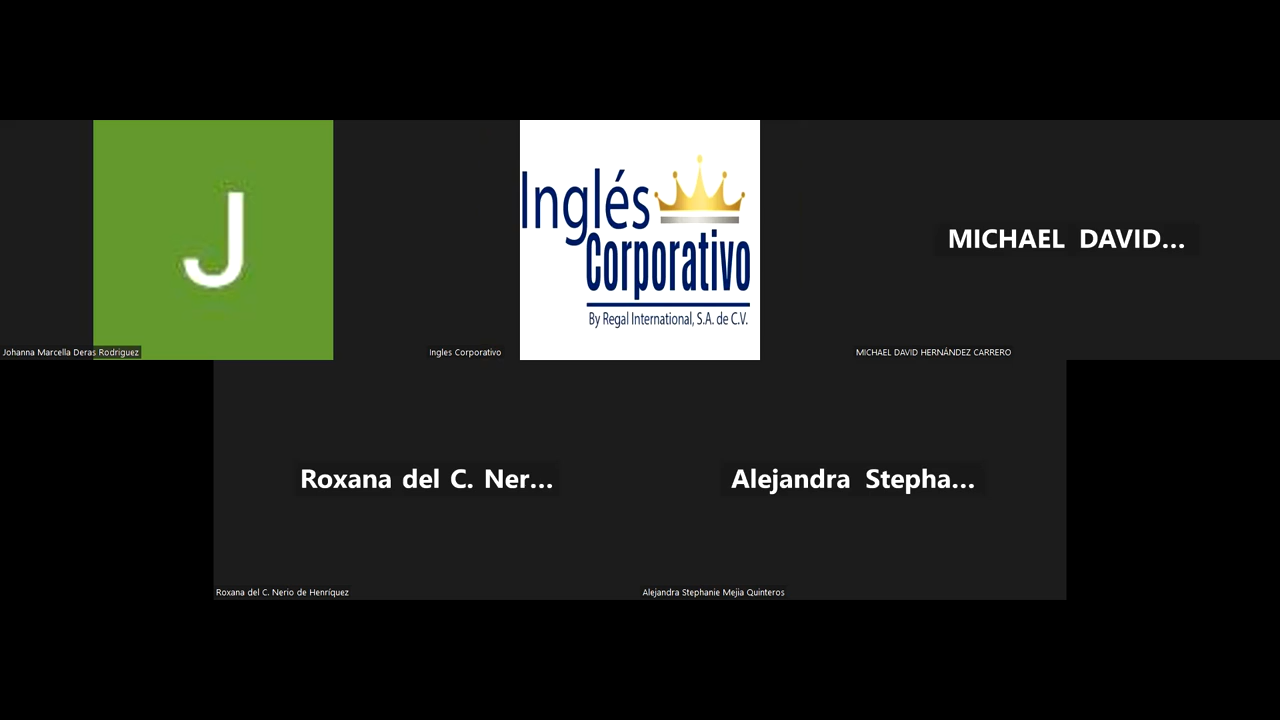 J
Inglés
Corporativo
By Regal International, S.A. de C.V.
MICHAEL DAVID...
Johanna Marcella Deras Rodriguez
Ingles Corporativo
MICHAEL DAVID HERNÁNDEZ CARRERO
Roxana del C. Ner...
Alejandra Stepha...
Roxana del C. Nerio de Henríquez
Alejandra Stephanie Mejia Quinteros